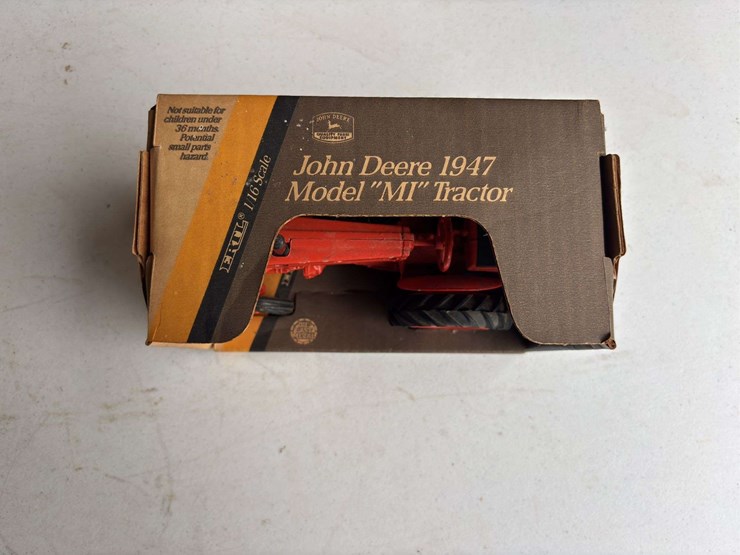 Not suitable for
children under
36 months.
Potential
small parts
hazard.
ERTL® 1/16 Scale
JOHN DEERE
John Deere 1947
Model "MI" Tractor